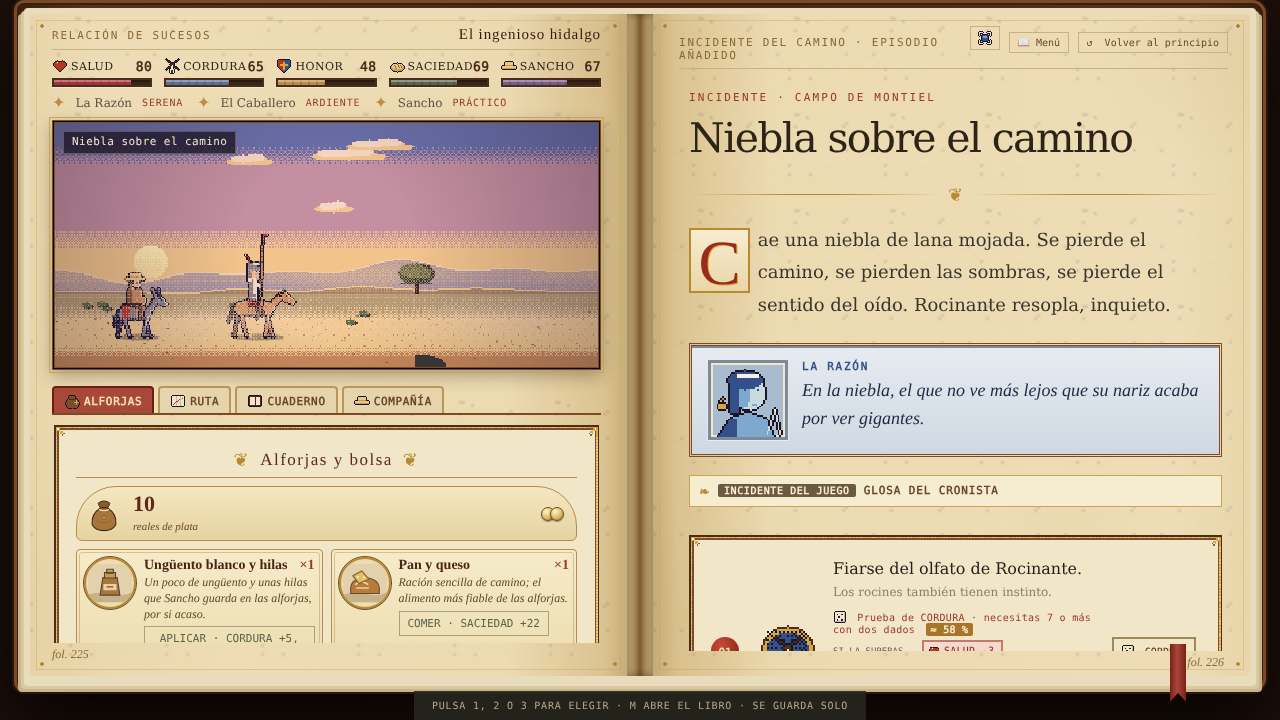 RELACIÓN DE SUCESOS
El ingenioso hidalgo
SALUD 80
CORDURA 65
HONOR 48
SACIEDAD 69
SANCHO 67
La Razón SERENA
El Caballero ARDIENTE
Sancho PRÁCTICO
Niebla sobre el camino
ALFORJAS
RUTA
CUADERNO
COMPAÑÍA
Alforjas y bolsa
10
reales de plata
Ungüento blanco y hilas ×1
Un poco de ungüento y unas hilas
que Sancho guarda en las alforjas,
por si acaso.
APLICAR · CORDURA +5,
Pan y queso ×1
Ración sencilla de camino; el
alimento más fiable de las alforjas.
COMER · SACIEDAD +22
fol. 225
INCIDENTE DEL CAMINO · EPISODIO
AÑADIDO
Menú
↺ Volver al principio
INCIDENTE · CAMPO DE MONTIEL
Niebla sobre el camino
Cae una niebla de lana mojada. Se pierde el
camino, se pierden las sombras, se pierde el
sentido del oído. Rocinante resopla, inquieto.
LA RAZÓN
En la niebla, el que no ve más lejos que su nariz acaba
por ver gigantes.
INCIDENTE DEL JUEGO GLOSA DEL CRONISTA
Fiarse del olfato de Rocinante.
Los rocines también tienen instinto.
Prueba de CORDURA · necesitas 7 o más
con dos dados ≈ 58 %
fol. 226
PULSA 1, 2 O 3 PARA ELEGIR · M ABRE EL LIBRO · SE GUARDA SOLO